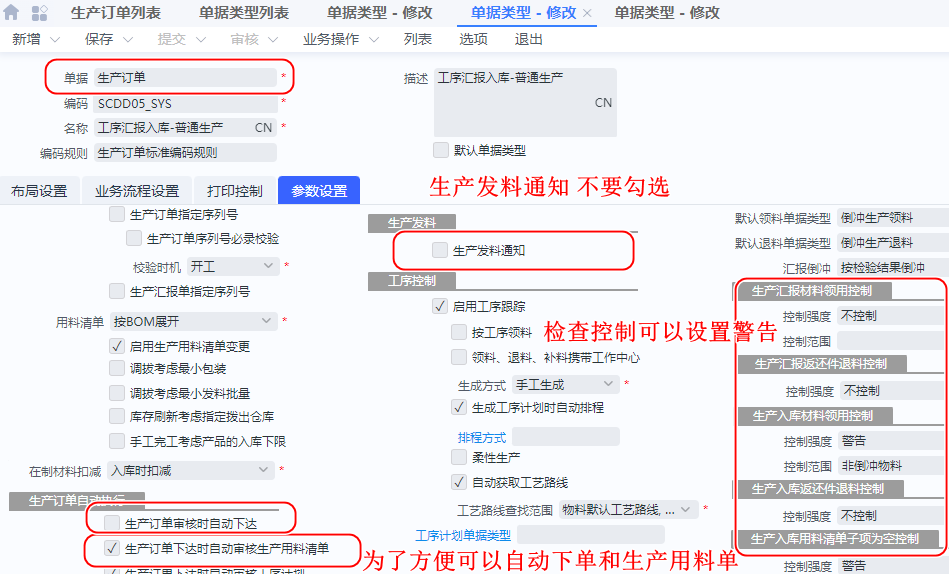 生产订单列表 单据类型列表 单据类型 - 修改 单据类型 - 修改 × 单据类型 - 修改
新增 保存 提交 审核 业务操作 列表 选项 退出
单据 生产订单 *
编码 SCDD05_SYS *
名称 工序汇报入库-普通生产 CN *
编码规则 生产订单标准编码规则
描述 工序汇报入库-普通生产
CN
默认单据类型
布局设置 业务流程设置 打印控制 参数设置
生产发料通知 不要勾选
生产订单指定序列号
生产订单序列号必录校验
校验时机 开工 *
生产汇报单指定序列号
用料清单 按BOM展开 *
启用生产用料清单变更
调拨考虑最小包装
调拨考虑最小发料批量
库存刷新考虑指定拨出仓库
手工完工考虑产品的入库下限
在制材料扣减 入库时扣减 *
生产订单自动执行
生产订单审核时自动下达
生产订单下达时自动审核生产用料清单
生产订单下达时自动审核工序计划
生产发料
生产发料通知
工序控制
启用工序跟踪
按工序领料
领料、退料、补料携带工作中心
生成方式 手工生成 *
生成工序计划时自动排程
排程方式
柔性生产
自动获取工艺路线
工艺路线查找范围 物料默认工艺路线, ... *
工序计划单类型
检查控制可以设置警告
为了方便可以自动下单和生产用料单
默认领料单据类型 倒冲生产领料
默认退料单据类型 倒冲生产退料
汇报倒冲 按检验结果倒冲
生产汇报材料领用控制
控制强度 不控制
控制范围
生产汇报返还件退料控制
控制强度 不控制
生产入库材料领用控制
控制强度 警告
控制范围 非倒冲物料
生产入库返还件退料控制
控制强度 不控制
生产入库用料清单子项为空控制
控制强度 警告